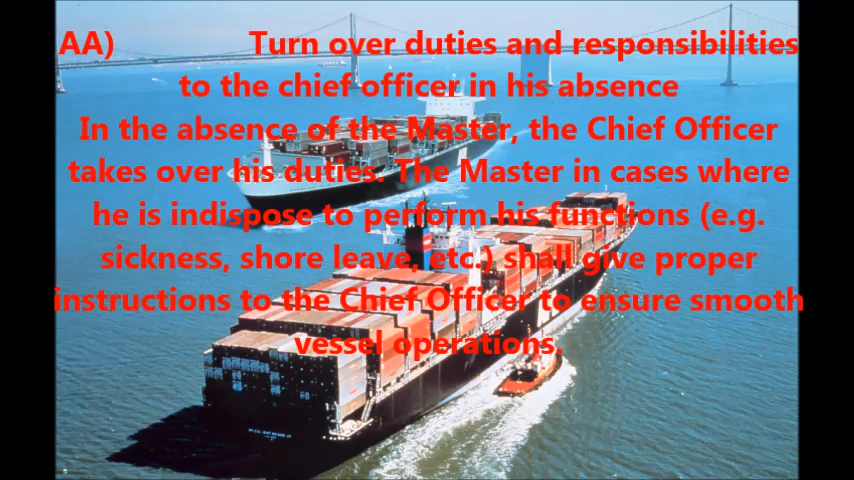 AA) Turn over duties and responsibilities
to the chief officer in his absence
In the absence of the Master, the Chief Officer
takes over his duties. The Master in cases where
he is indispose to perform his functions (e.g.
sickness, shore leave, etc.) shall give proper
instructions to the Chief Officer to ensure smooth
vessel operations.